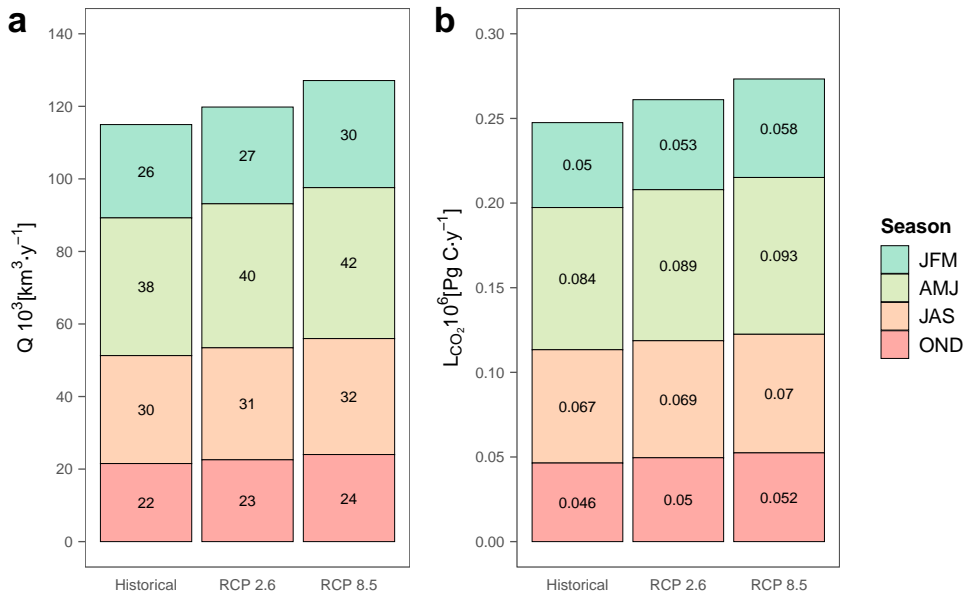 a
Q 10³[km³·y⁻¹]
140
120
100
80
60
40
20
0
26
27
30
38
40
42
30
31
32
22
23
24
Historical
RCP 2.6
RCP 8.5
b
L_CO₂10⁶[Pg C·y⁻¹]
0.30
0.25
0.20
0.15
0.10
0.05
0.00
0.05
0.053
0.058
0.084
0.089
0.093
0.067
0.069
0.07
0.046
0.05
0.052
Historical
RCP 2.6
RCP 8.5
Season
JFM
AMJ
JAS
OND